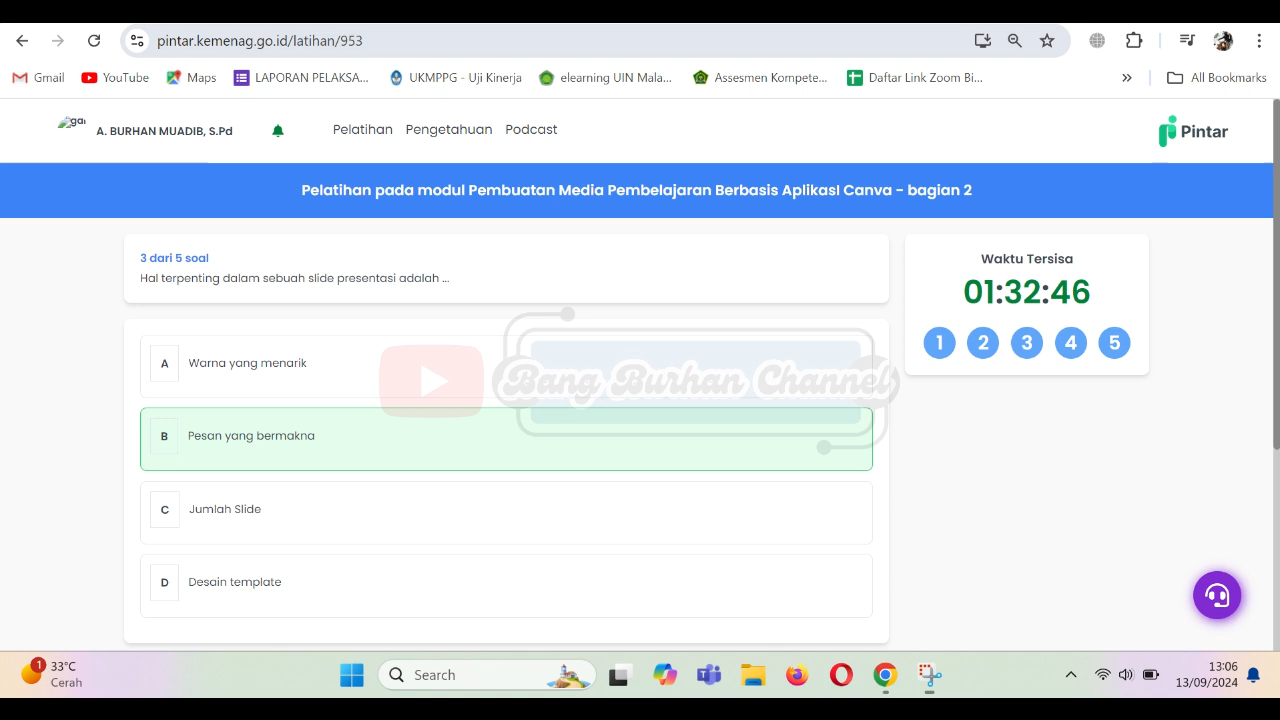 pintar.kemenag.go.id/latihan/953
Gmail YouTube Maps LAPORAN PELAKSA... UKMPPG - Uji Kinerja elearning UIN Mala... Assesmen Kompete... Daftar Link Zoom Bi... » All Bookmarks
gai A. BURHAN MUADIB, S.Pd Pelatihan Pengetahuan Podcast Pintar
Pelatihan pada modul Pembuatan Media Pembelajaran Berbasis AplikasI Canva - bagian 2
3 dari 5 soal
Hal terpenting dalam sebuah slide presentasi adalah ...
Waktu Tersisa
01:32:46
1 2 3 4 5
A Warna yang menarik
Bang Burhan Channel
B Pesan yang bermakna
C Jumlah Slide
D Desain template
1 33°C
Cerah
Search
13:06
13/09/2024